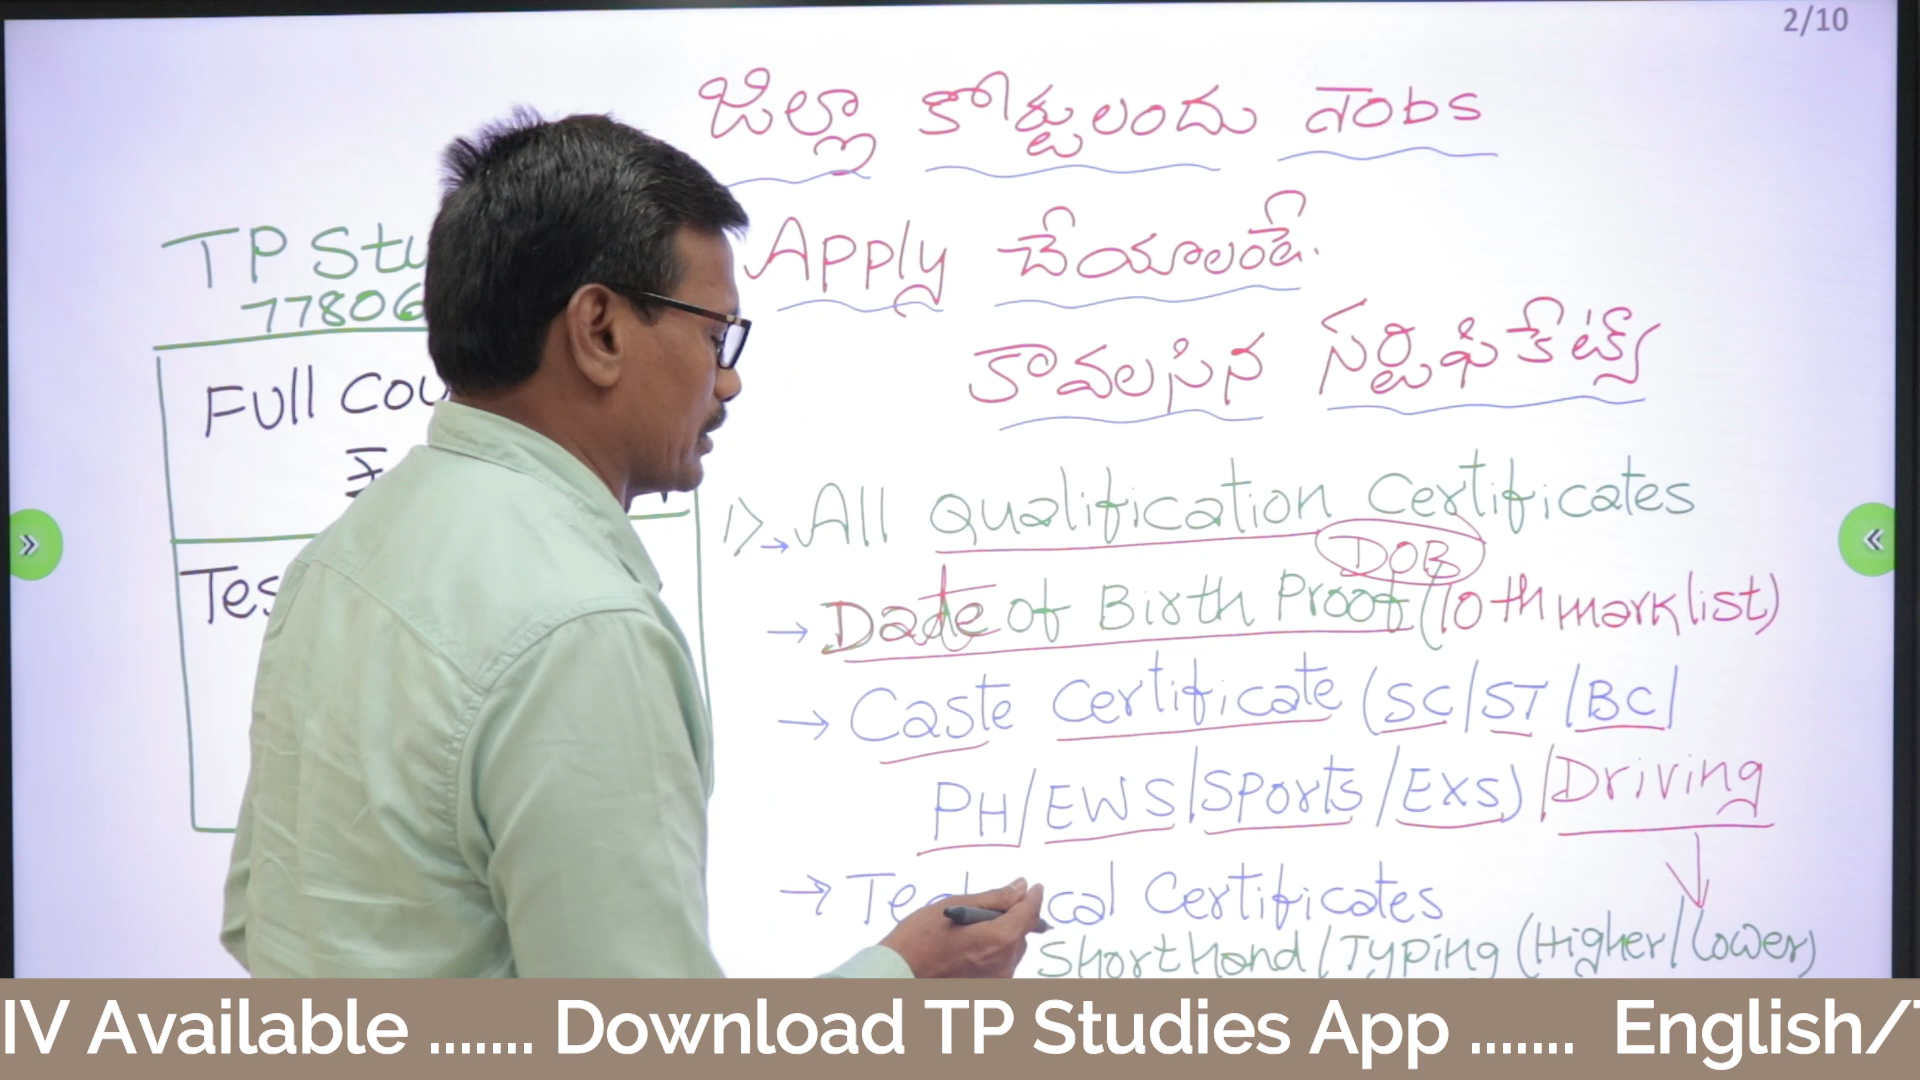 2/10
జిల్లా కోర్టులందు Jobs
Apply చేయాలంటే.
కావలసిన సర్టిఫికేట్స్
TP Stu
77806
Full Cou
₹
Tes
1) → All Qualification Certificates
DOB
→ Date of Birth Proof (10th mark list)
→ Caste Certificate (SC/ST/BC/
PH/EWS/Sports/EXS)/Driving
→ Te cal Certificates
Shorthand/Typing (Higher/Lower)
IV Available ....... Download TP Studies App ....... English/T